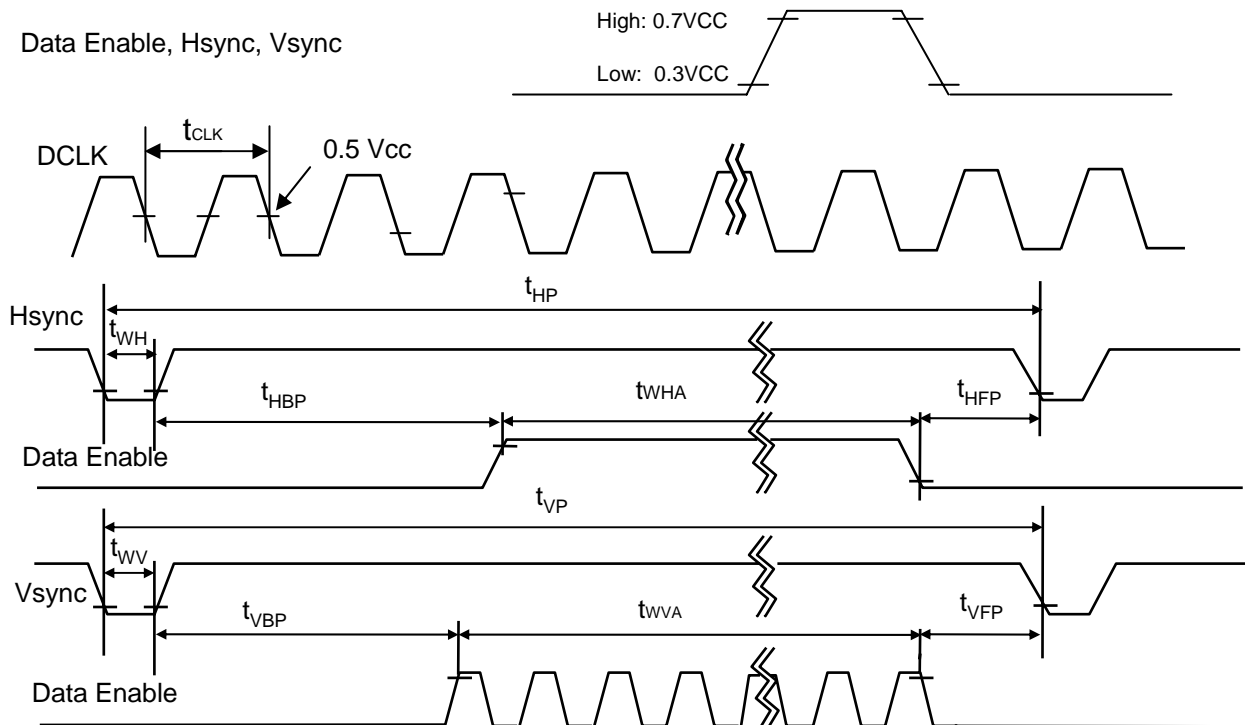 High: 0.7VCC
Data Enable, Hsync, Vsync
Low: 0.3VCC
tCLK
DCLK
0.5 Vcc
tHP
Hsync
tWH
tHBP
tWHA
tHFP
Data Enable
tVP
tWV
Vsync
tVBP
tWVA
tVFP
Data Enable